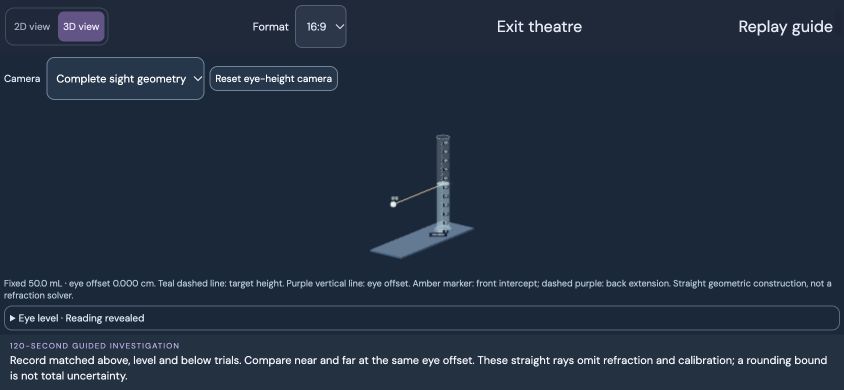 2D view 3D view Format 16:9 Exit theatre Replay guide
Camera Complete sight geometry Reset eye-height camera
Fixed 50.0 mL · eye offset 0.000 cm. Teal dashed line: target height. Purple vertical line: eye offset. Amber marker: front intercept; dashed purple: back extension. Straight geometric construction, not a
refraction solver.
Eye level · Reading revealed
120-SECOND GUIDED INVESTIGATION
Record matched above, level and below trials. Compare near and far at the same eye offset. These straight rays omit refraction and calibration; a rounding bound
is not total uncertainty.